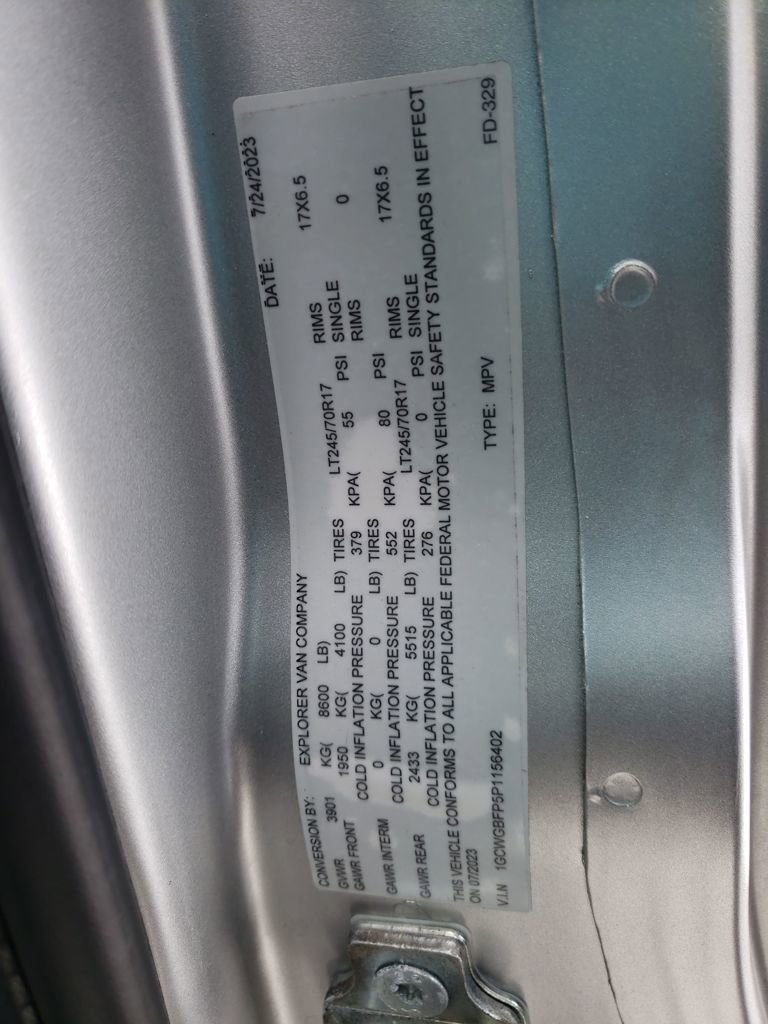 DATE: 7/24/2023
CONVERSION BY: EXPLORER VAN COMPANY
GVWR 3901 KG( 8600 LB)
GAWR FRONT 1950 KG( 4100 LB) TIRES LT245/70R17 RIMS 17X6.5
COLD INFLATION PRESSURE 379 KPA( 55 PSI SINGLE 0
GAWR INTERM 0 KG( 0 LB) TIRES RIMS
COLD INFLATION PRESSURE 552 KPA( 80 PSI
GAWR REAR 2433 KG( 5515 LB) TIRES LT245/70R17 RIMS 17X6.5
COLD INFLATION PRESSURE 276 KPA( 0 PSI SINGLE
THIS VEHICLE CONFORMS TO ALL APPLICABLE FEDERAL MOTOR VEHICLE SAFETY STANDARDS IN EFFECT
ON 07/2023
V.I.N 1GCWGBFP5P1156402 TYPE: MPV FD-329